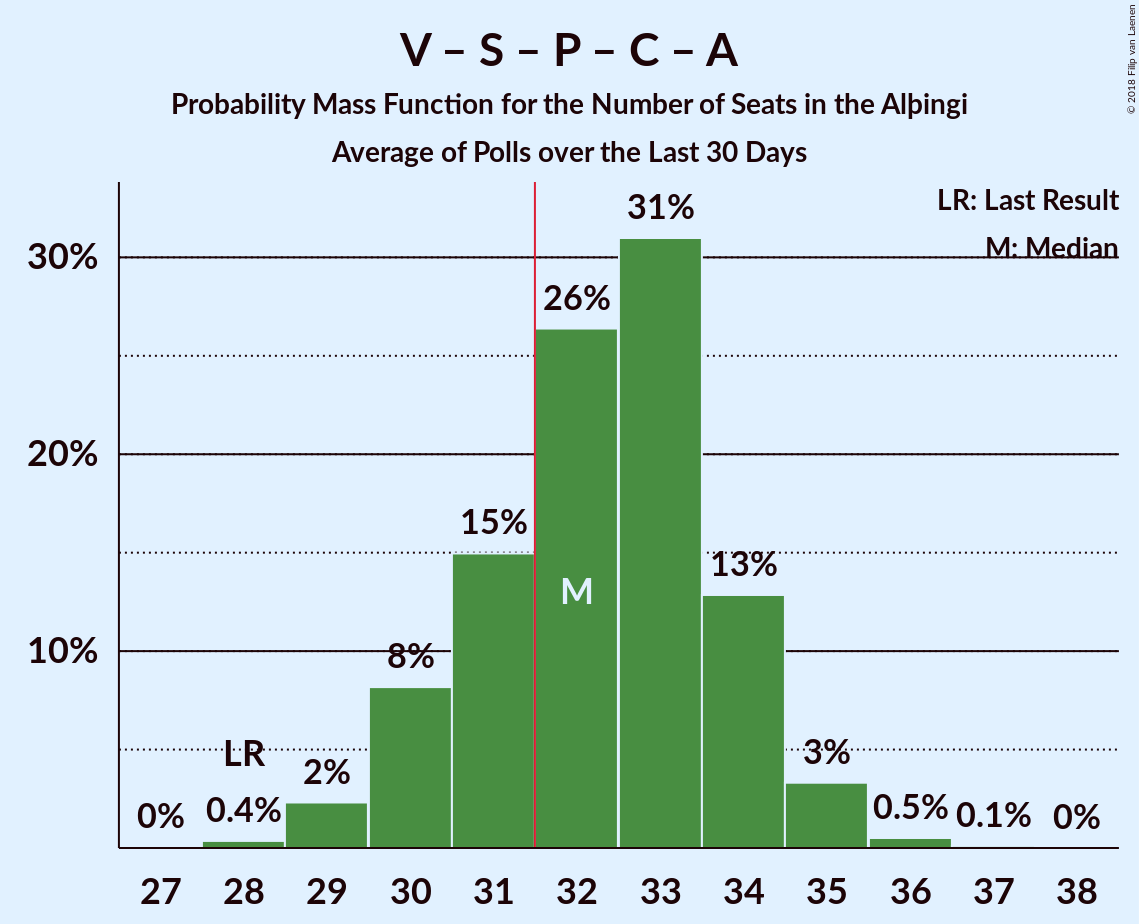 V – S – P – C – A
Probability Mass Function for the Number of Seats in the Alþingi
Average of Polls over the Last 30 Days
© 2018 Filip van Laenen
LR: Last Result
M: Median
30%
20%
10%
0%
LR
0.4%
2%
8%
15%
26%
M
31%
13%
3%
0.5%
0.1%
0%
27 28 29 30 31 32 33 34 35 36 37 38